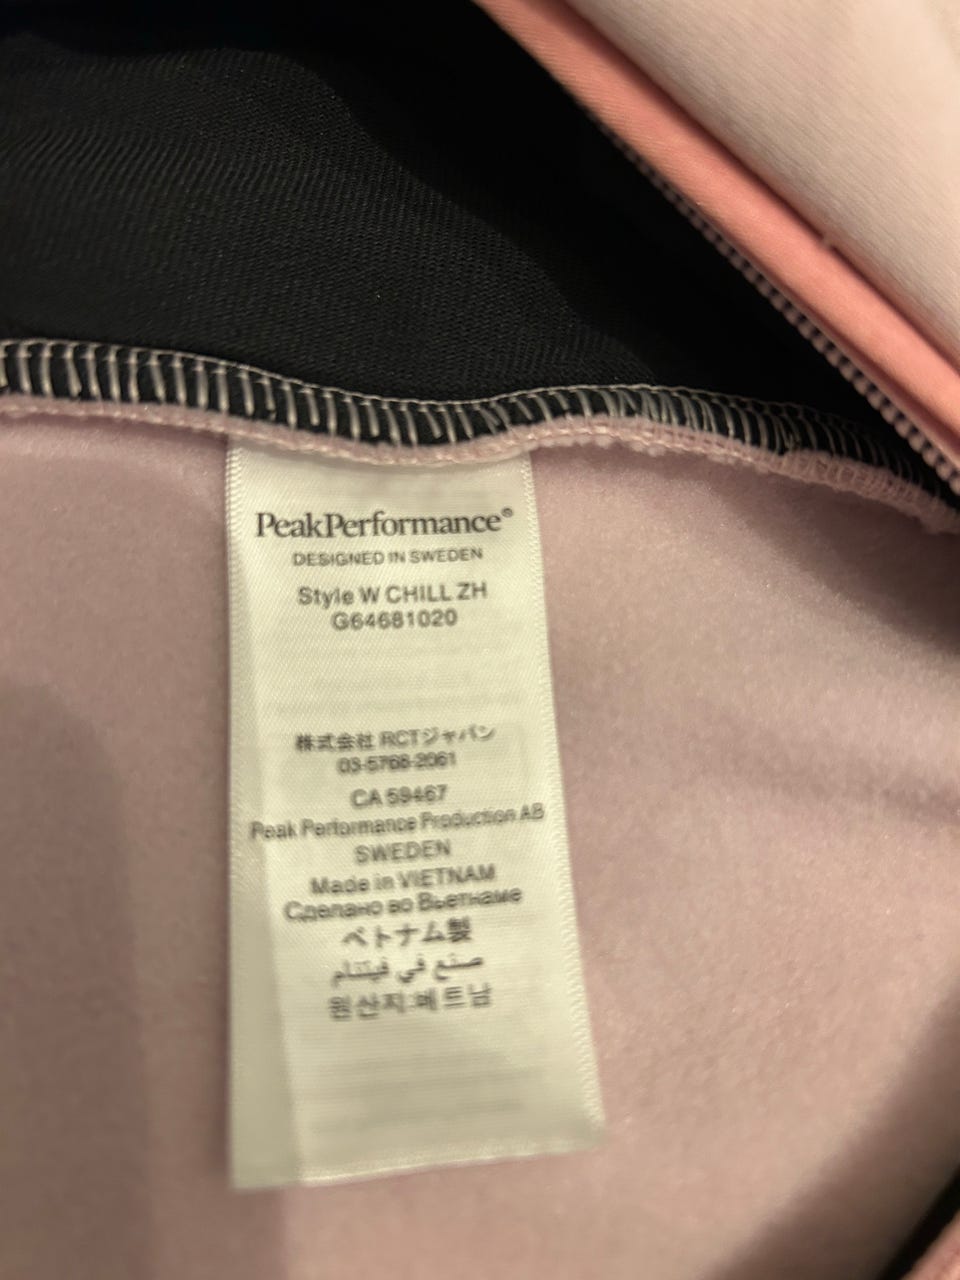 PeakPerformance®
DESIGNED IN SWEDEN
Style W CHILL ZH
G64681020
株式会社 RCTジャパン
03-5768-2061
CA 59467
Peak Performance Production AB
SWEDEN
Made in VIETNAM
Сделано во Вьетнаме
ベトナム製
صنع في فيتنام
원산지:베트남